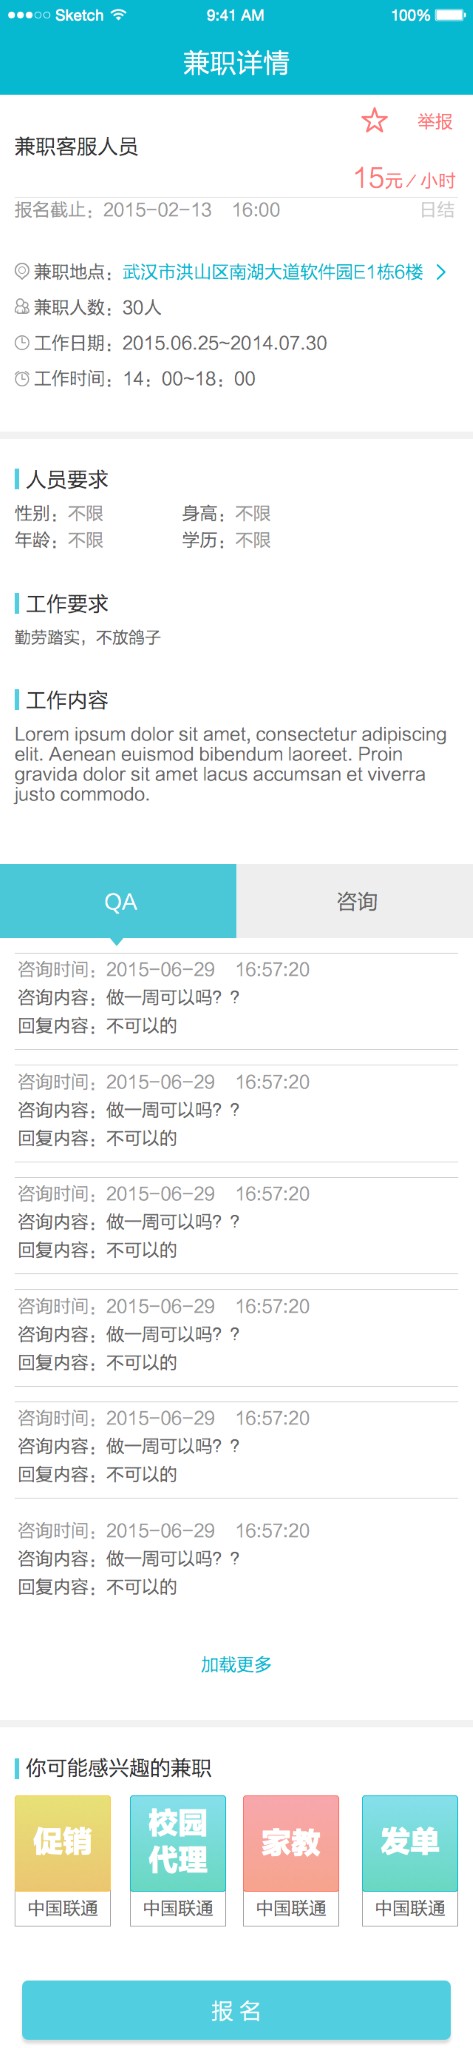 Sketch 9:41 AM 100%
兼职详情
举报
兼职客服人员
15元/小时
报名截止：2015-02-13 16:00 日结
兼职地点：武汉市洪山区南湖大道软件园E1栋6楼
兼职人数：30人
工作日期：2015.06.25~2014.07.30
工作时间：14：00~18：00
人员要求
性别：不限 身高：不限
年龄：不限 学历：不限
工作要求
勤劳踏实，不放鸽子
工作内容
Lorem ipsum dolor sit amet, consectetur adipiscing
elit. Aenean euismod bibendum laoreet. Proin
gravida dolor sit amet lacus accumsan et viverra
justo commodo.
QA 咨询
咨询时间：2015-06-29 16:57:20
咨询内容：做一周可以吗？？
回复内容：不可以的
咨询时间：2015-06-29 16:57:20
咨询内容：做一周可以吗？？
回复内容：不可以的
咨询时间：2015-06-29 16:57:20
咨询内容：做一周可以吗？？
回复内容：不可以的
咨询时间：2015-06-29 16:57:20
咨询内容：做一周可以吗？？
回复内容：不可以的
咨询时间：2015-06-29 16:57:20
咨询内容：做一周可以吗？？
回复内容：不可以的
咨询时间：2015-06-29 16:57:20
咨询内容：做一周可以吗？？
回复内容：不可以的
加载更多
你可能感兴趣的兼职
促销
校园
代理
家教
发单
中国联通 中国联通 中国联通 中国联通
报 名